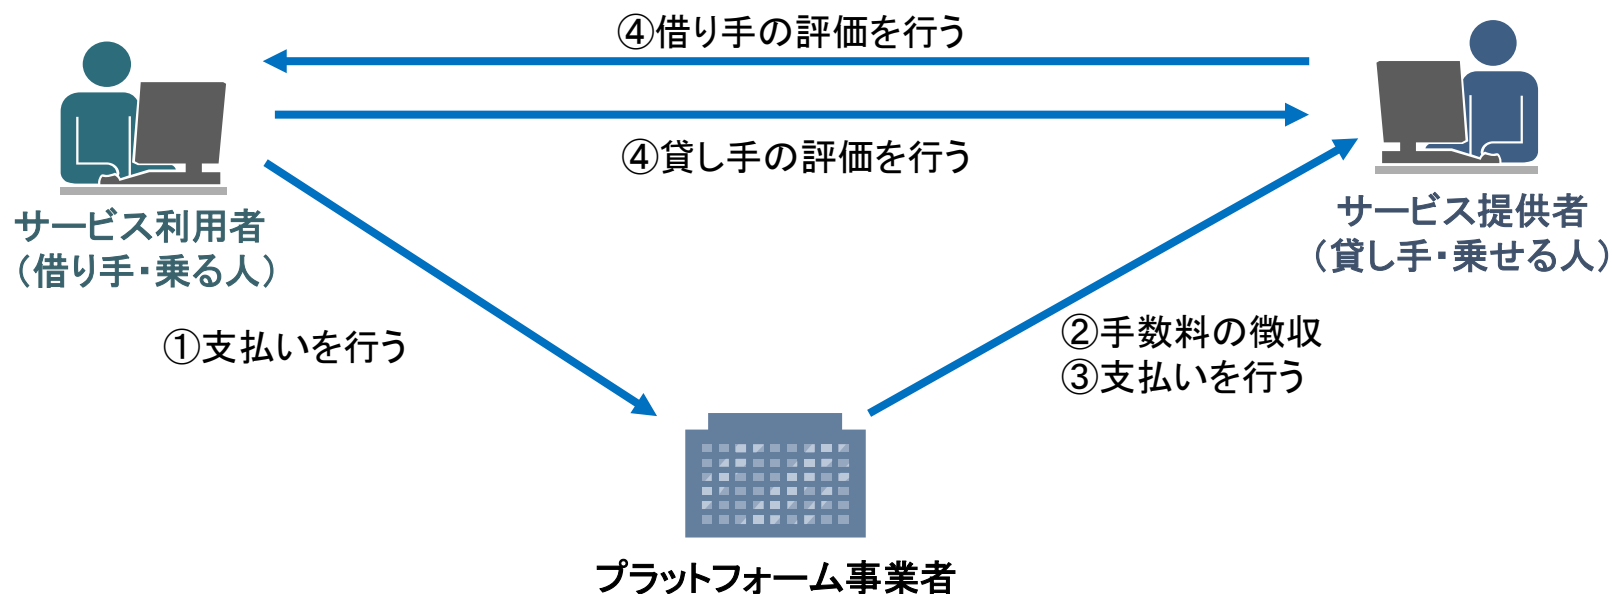 ④借り手の評価を行う
④貸し手の評価を行う
サービス利用者
（借り手・乗る人）
サービス提供者
（貸し手・乗せる人）
①支払いを行う
②手数料の徴収
③支払いを行う
プラットフォーム事業者